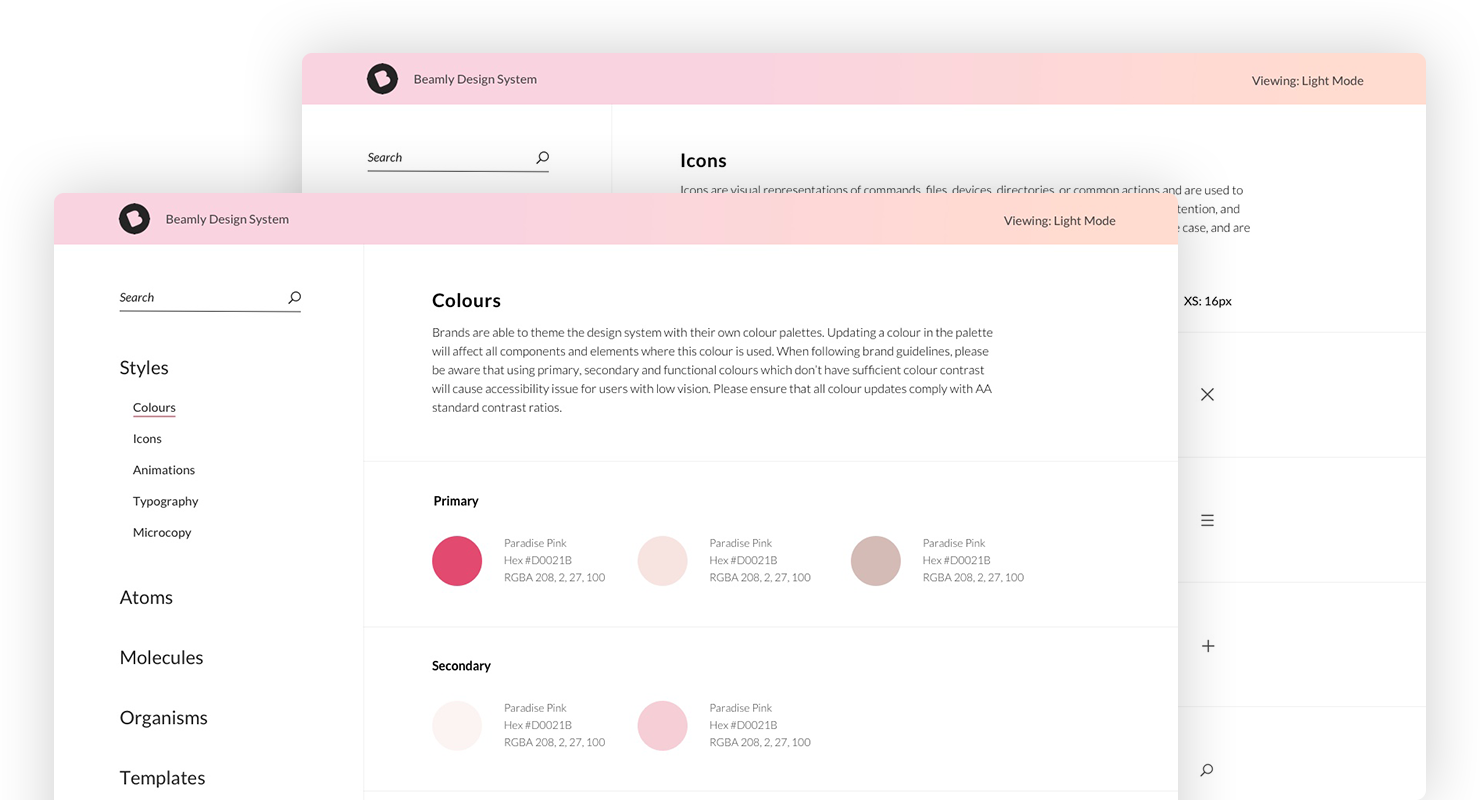 Beamly Design System
Viewing: Light Mode
Search
Icons
Icons are visual representations of commands, files, devices, directories, or common actions and are used to
tention, and
case, and are
XS: 16px
Beamly Design System
Viewing: Light Mode
Search
Styles
Colours
Icons
Animations
Typography
Microcopy
Atoms
Molecules
Organisms
Templates
Colours
Brands are able to theme the design system with their own colour palettes. Updating a colour in the palette
will affect all components and elements where this colour is used. When following brand guidelines, please
be aware that using primary, secondary and functional colours which don't have sufficient colour contrast
will cause accessibility issue for users with low vision. Please ensure that all colour updates comply with AA
standard contrast ratios.
Primary
Paradise Pink
Hex #D0021B
RGBA 208, 2, 27, 100
Paradise Pink
Hex #D0021B
RGBA 208, 2, 27, 100
Paradise Pink
Hex #D0021B
RGBA 208, 2, 27, 100
Secondary
Paradise Pink
Hex #D0021B
RGBA 208, 2, 27, 100
Paradise Pink
Hex #D0021B
RGBA 208, 2, 27, 100